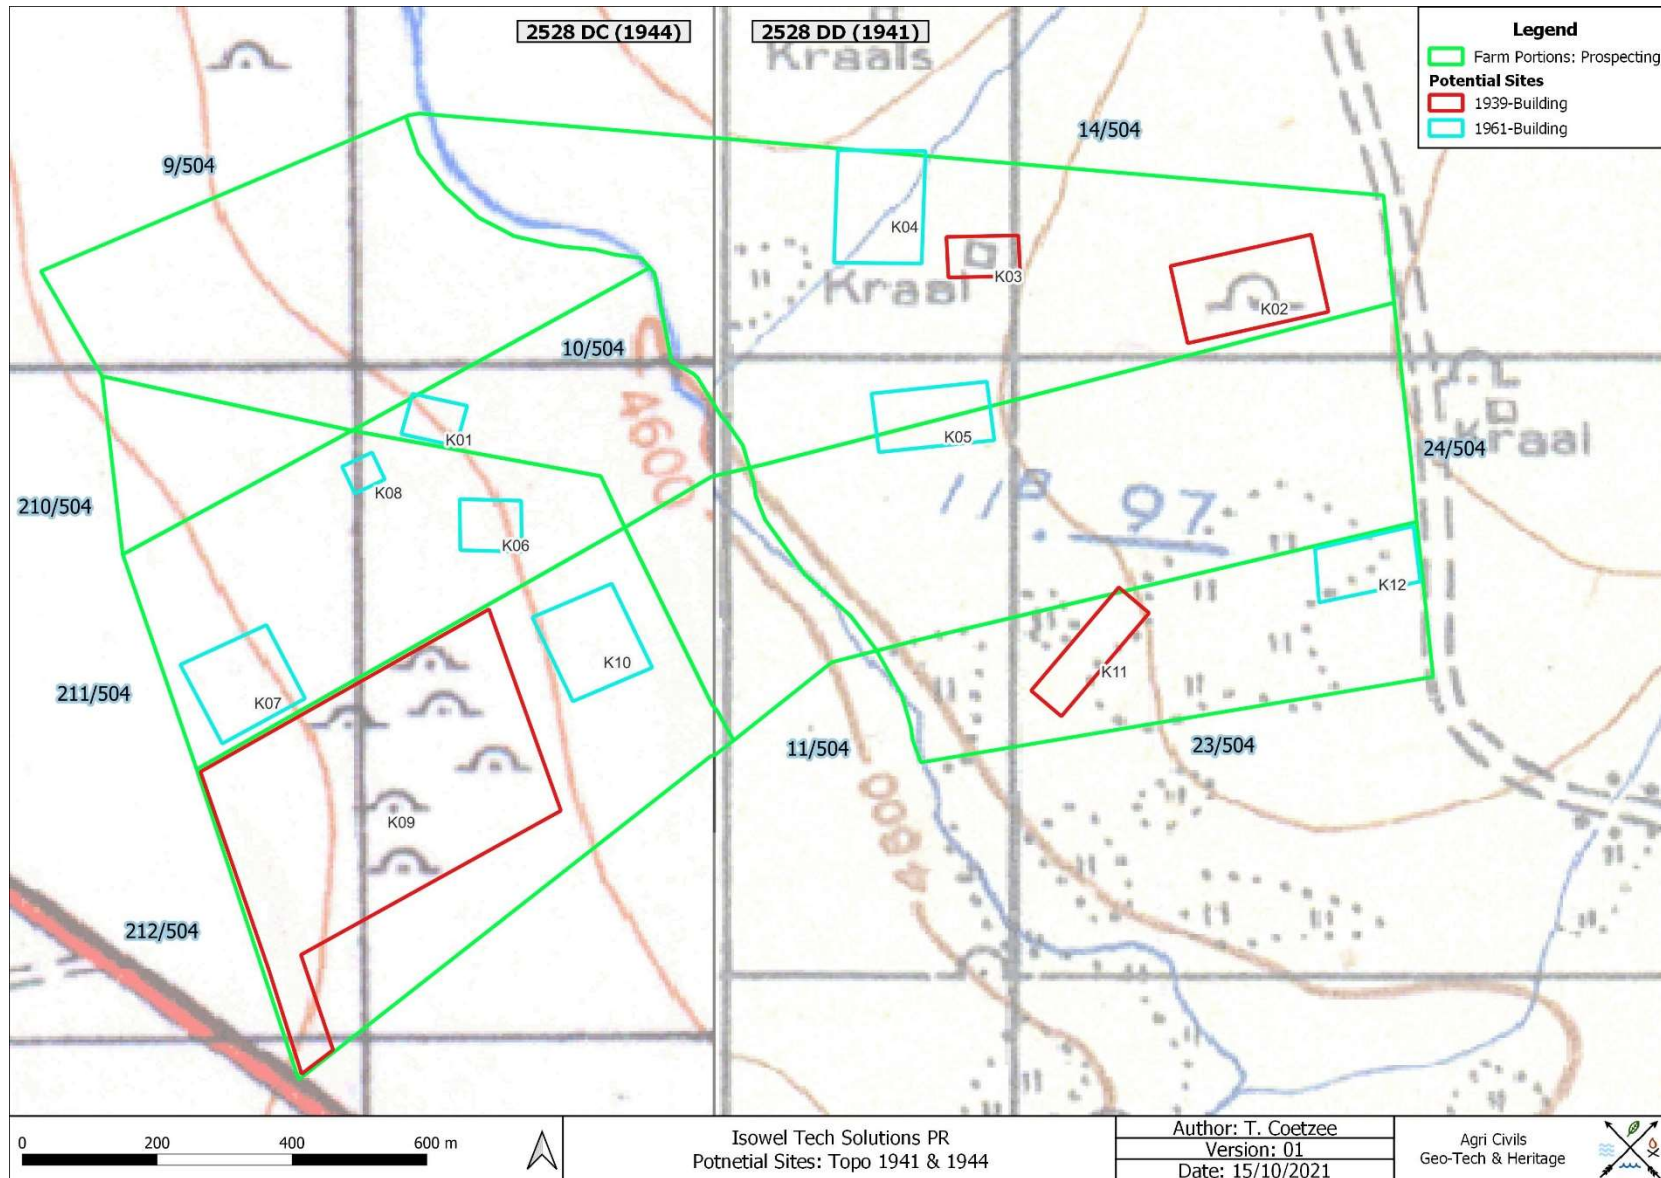 2528 DC (1944)
2528 DD (1941)
Kraals
Legend
Farm Portions: Prospecting
Potential Sites
1939-Building
1961-Building
14/504
9/504
K04
K03
Kraal
K02
10/504
4600
K01
K05
Kraal
24/504
K08
210/504
11P. 97
K06
K12
K10
K11
211/504
K07
11/504
23/504
K09
4800
212/504
0 200 400 600 m
Isowel Tech Solutions PR
Potnetial Sites: Topo 1941 & 1944
Author: T. Coetzee
Version: 01
Date: 15/10/2021
Agri Civils
Geo-Tech & Heritage